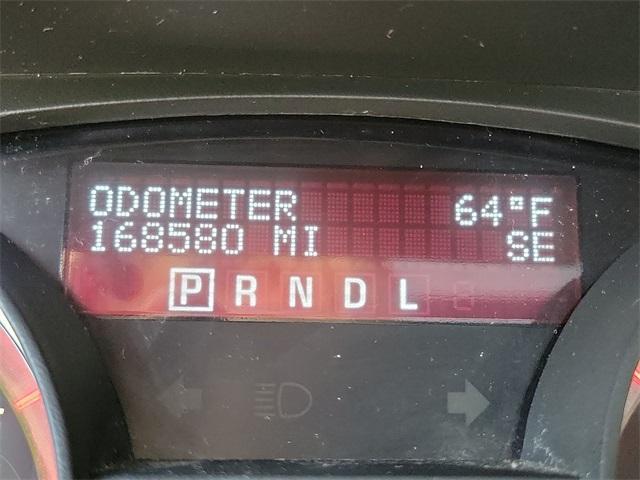 ODOMETER 64°F
168580 MI SE
P R N D L